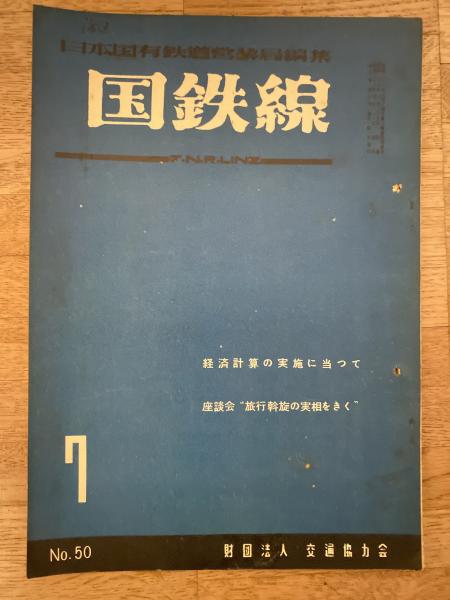 日本国有鉄道営業局編集
国鉄線
J.N.R.LINE
経済計算の実施に当つて
座談会“旅行斡旋の実相をきく”
7
No.50
財団法人 交通協力会